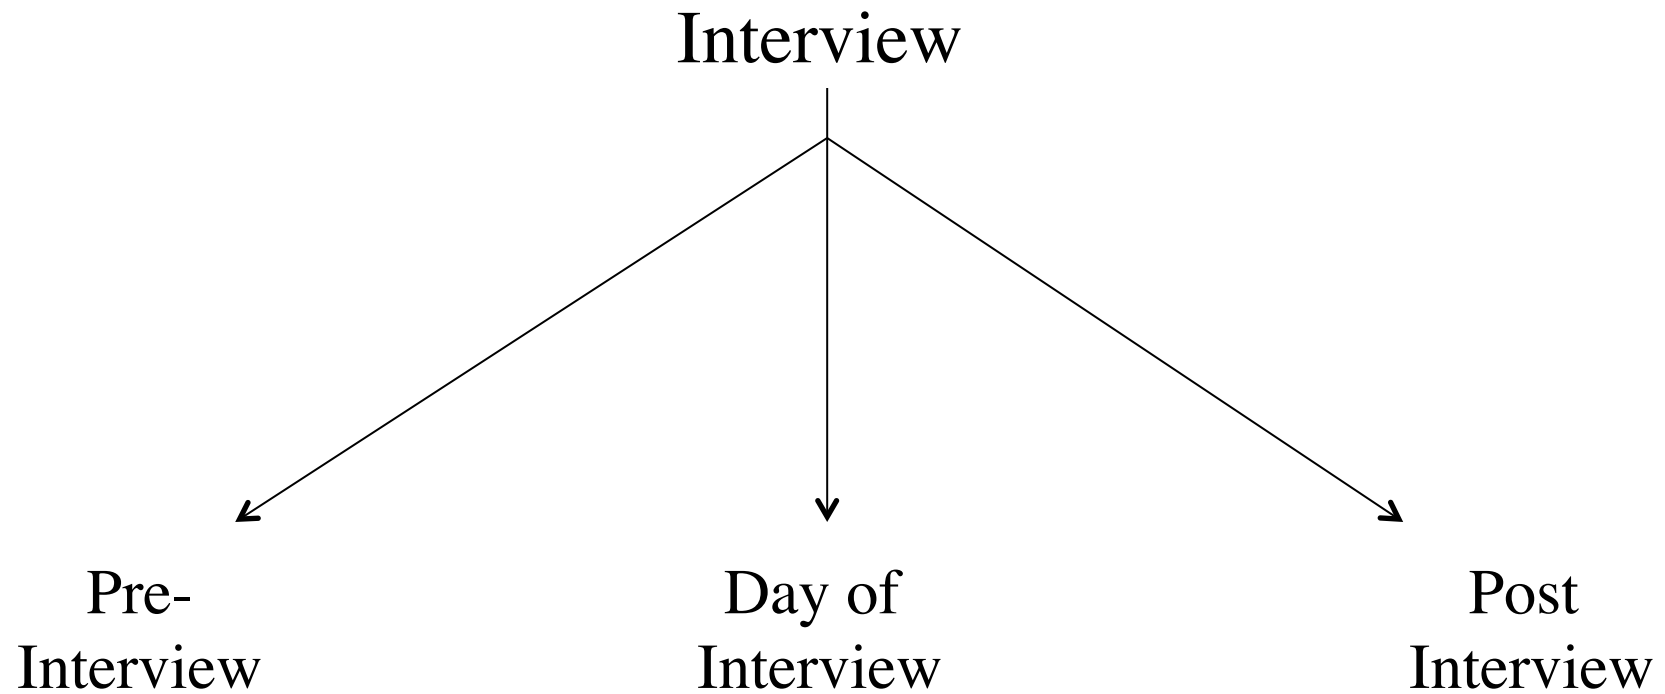 Interview
Pre-
Interview
Day of
Interview
Post
Interview